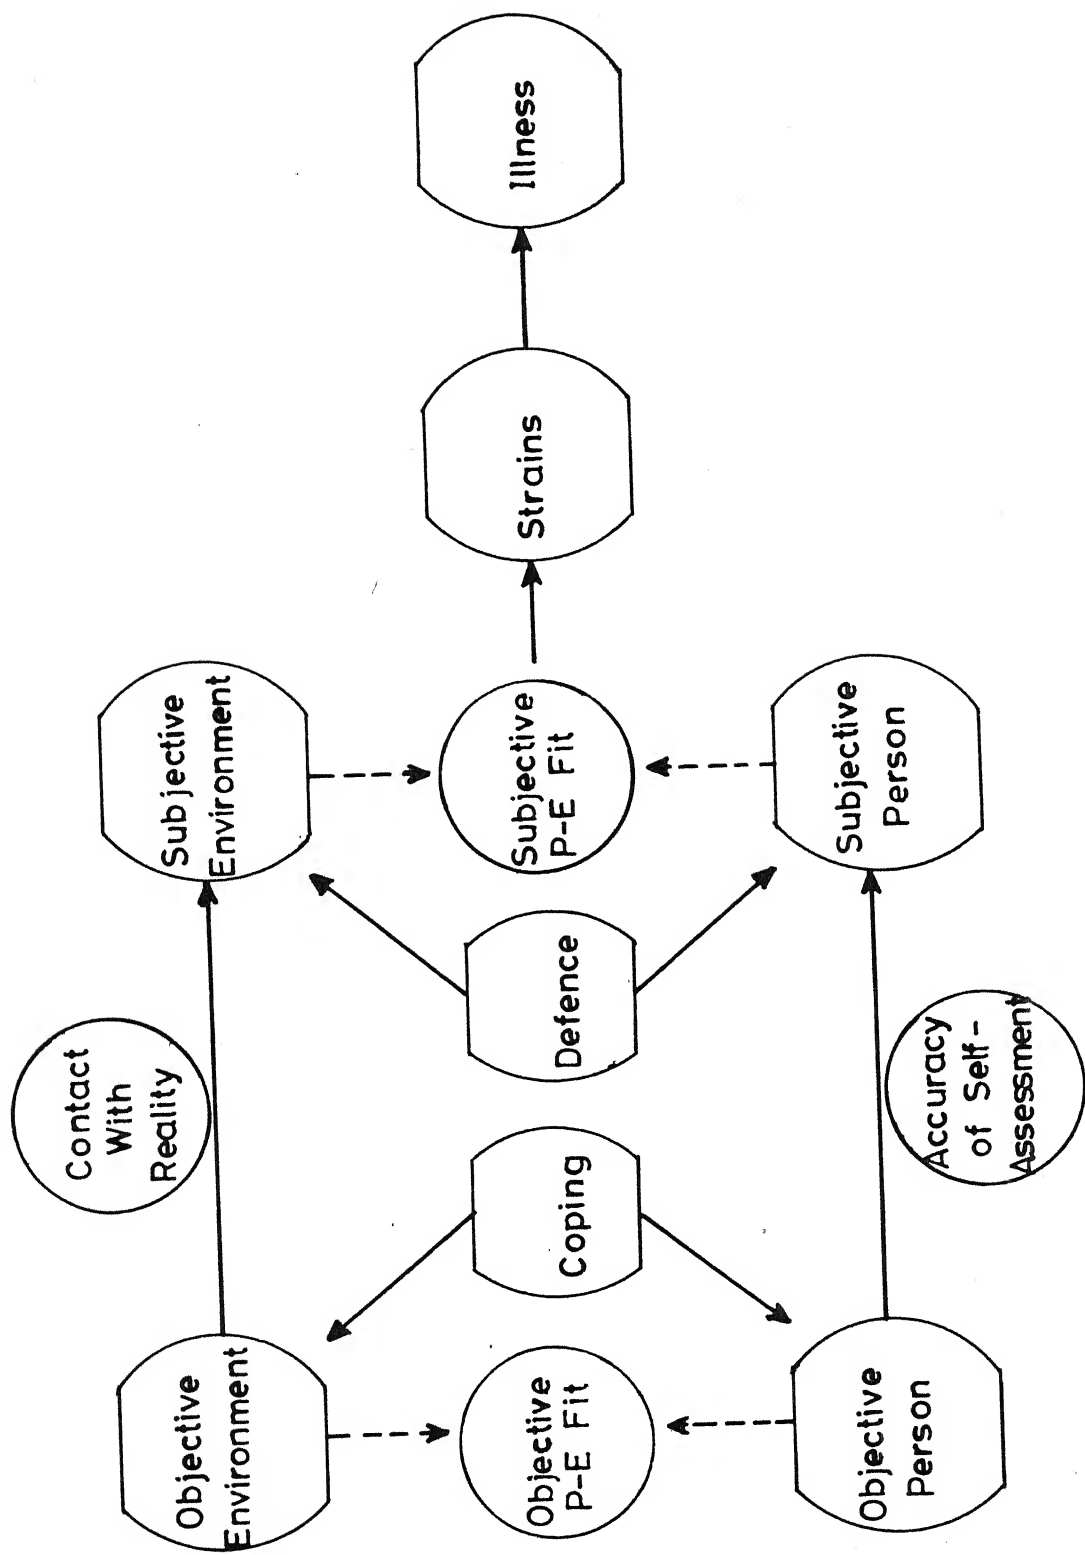 Contact
With
Reality
Objective
Environment
Subjective
Environment
Objective
P-E Fit
Coping
Defence
Subjective
P-E Fit
Strains
Illness
Objective
Person
Subjective
Person
Accuracy
of Self-
Assessment